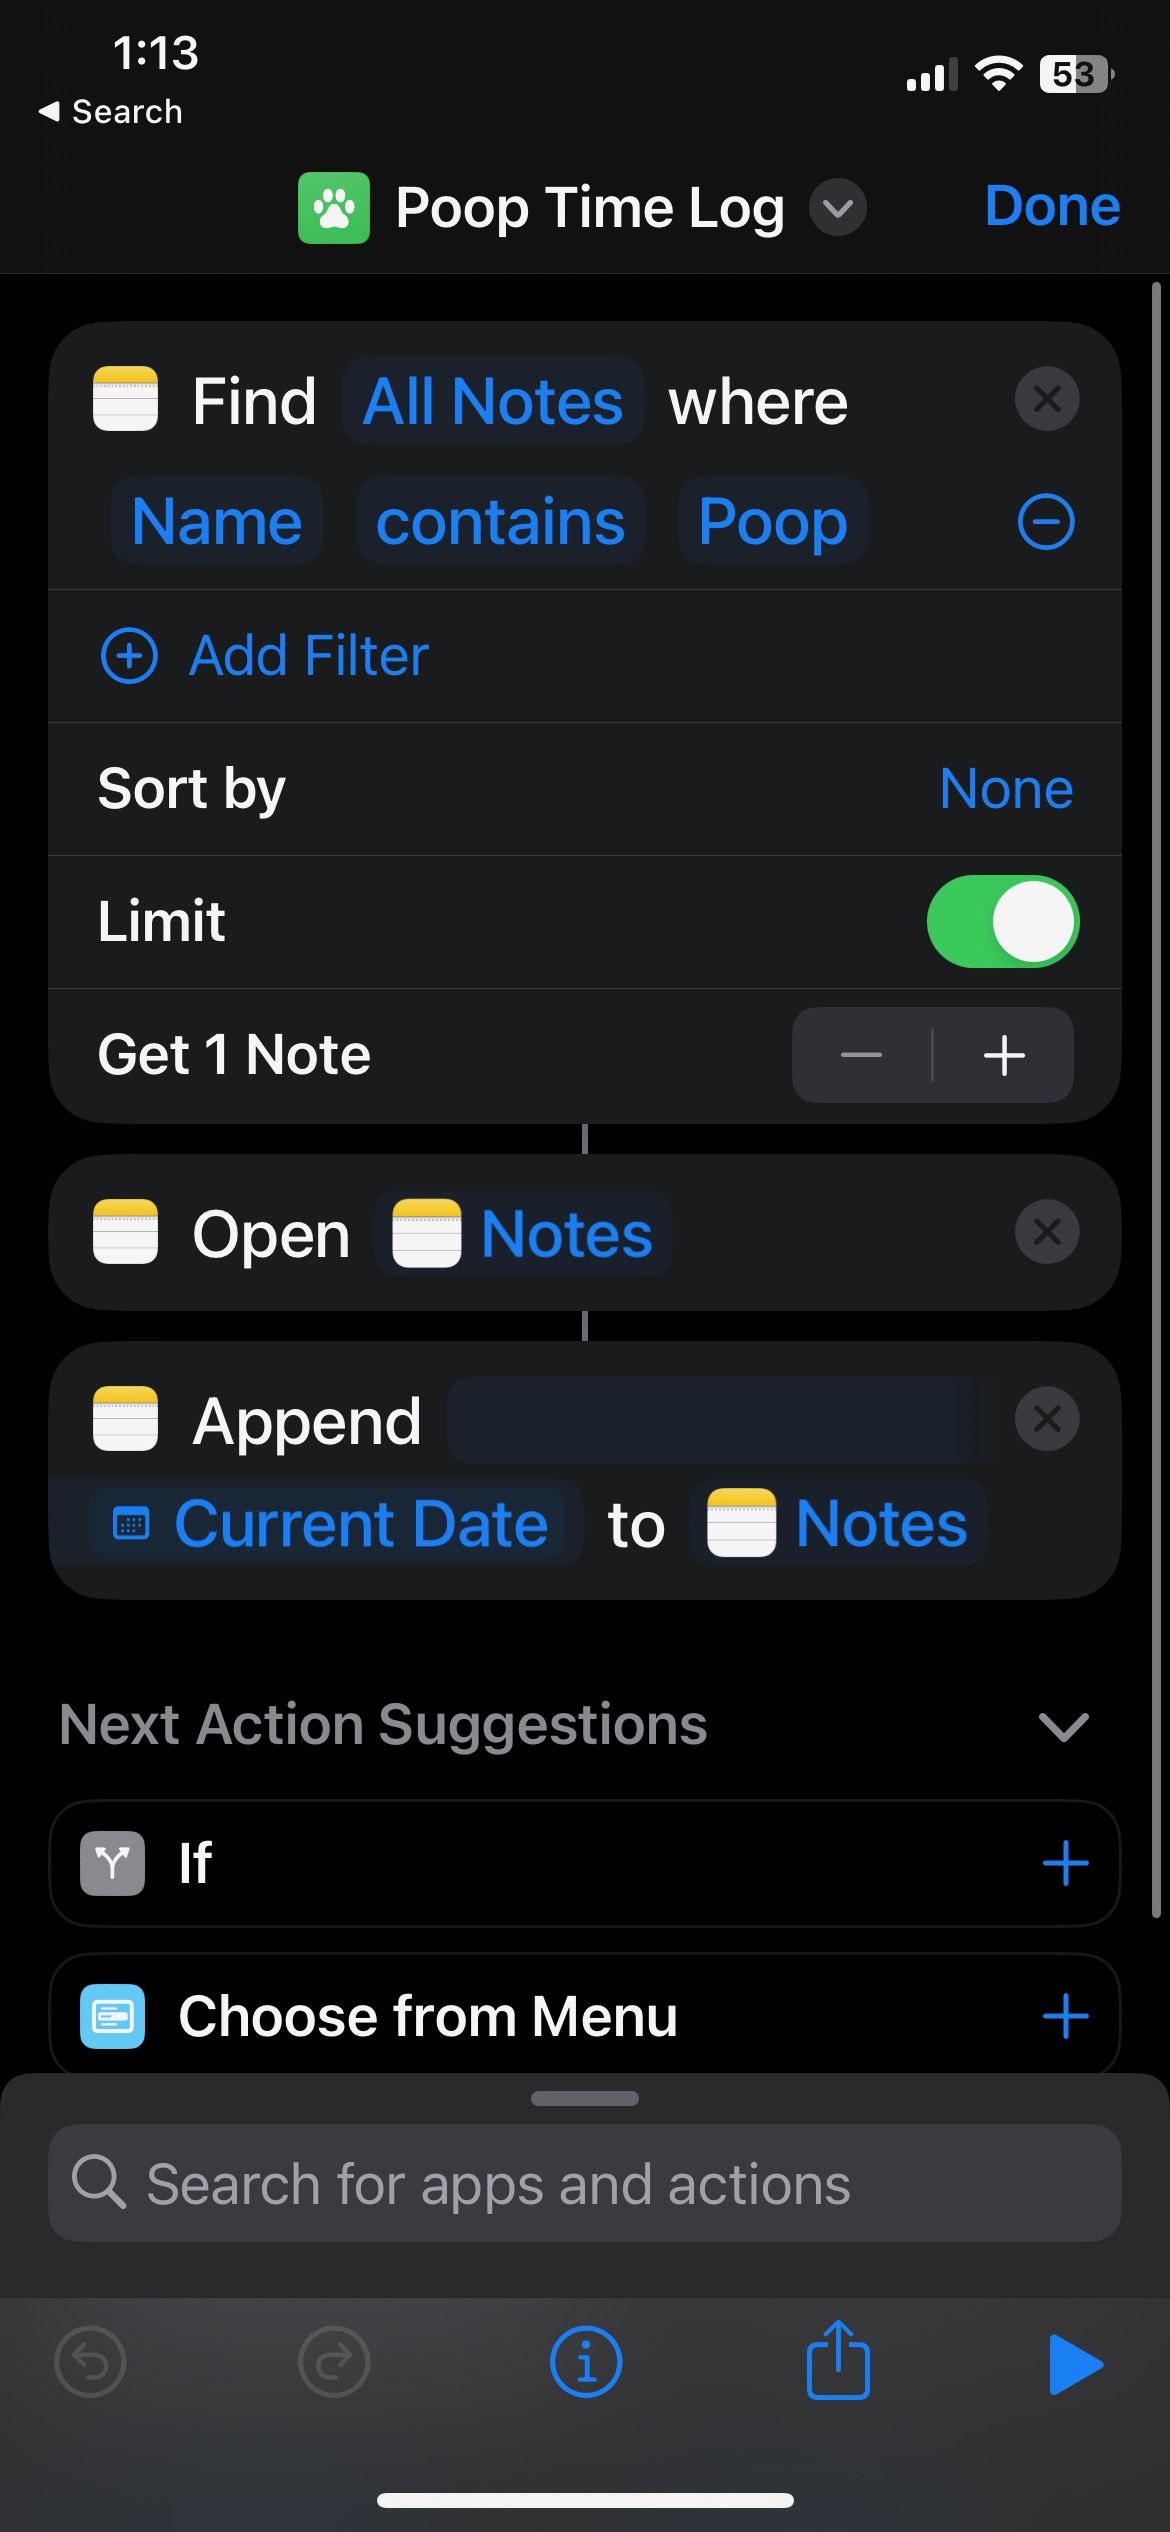 1:13
53
Search
Poop Time Log
Done
Find All Notes where
Name contains Poop
Add Filter
Sort by
None
Limit
Get 1 Note
Open Notes
Append
Current Date to Notes
Next Action Suggestions
If
Choose from Menu
Search for apps and actions